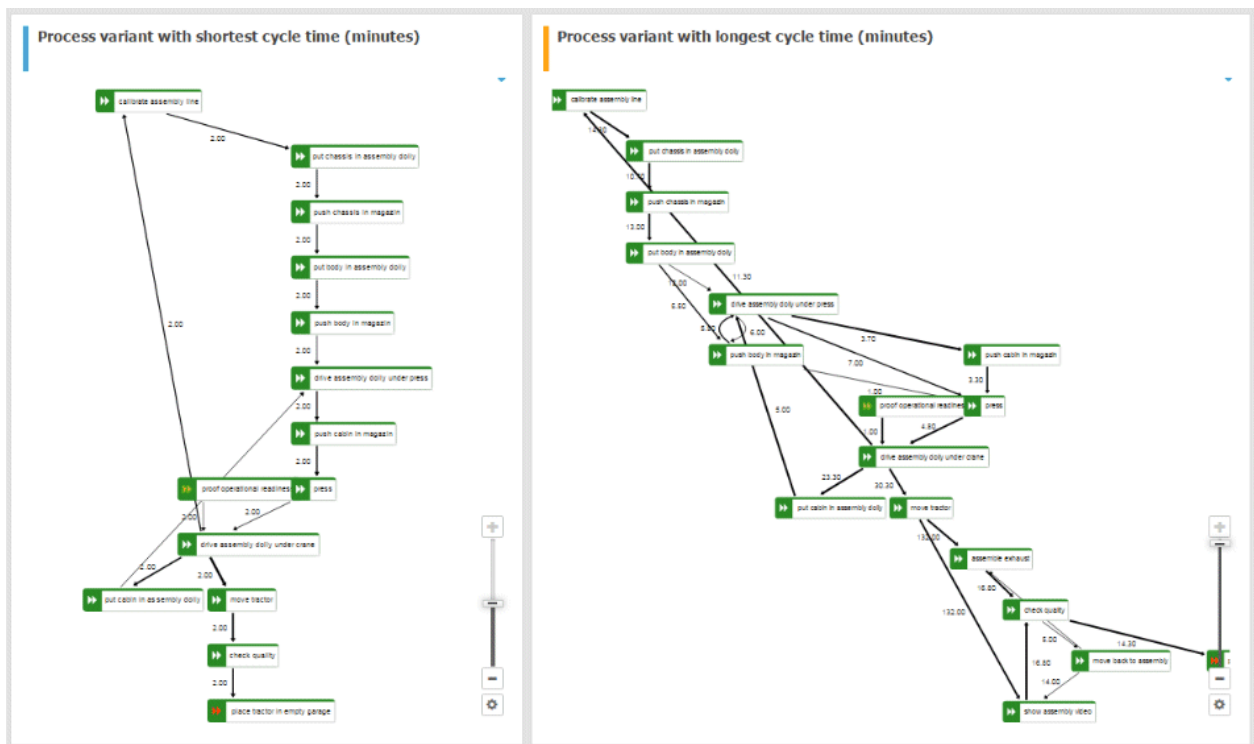 Process variant with shortest cycle time (minutes)
calibrate assembly line
2.00
put chassis in assembly dolly
2.00
push chassis in magazin
2.00
put body in assembly dolly
2.00
2.00
push body in magazin
2.00
drive assembly dolly under press
2.00
push cabin in magazin
2.00
proof operational readines
press
2.00
2.00
drive assembly dolly under crane
2.00
2.00
put cabin in assembly dolly
move tractor
2.00
check quality
2.00
place tractor in empty garage
Process variant with longest cycle time (minutes)
calibrate assembly line
put chassis in assembly dolly
push chassis in magazin
13.00
put body in assembly dolly
11.30
drive assembly dolly under press
6.00
3.70
push body in magazin
push cabin in magazin
7.00
3.30
1.00
proof operational readines
press
1.00
4.80
drive assembly dolly under crane
23.30
30.30
put cabin in assembly dolly
move tractor
132.00
assemble exhaust
16.80
check quality
132.00
5.00
14.30
move back to assembly
16.80
14.00
show assembly video